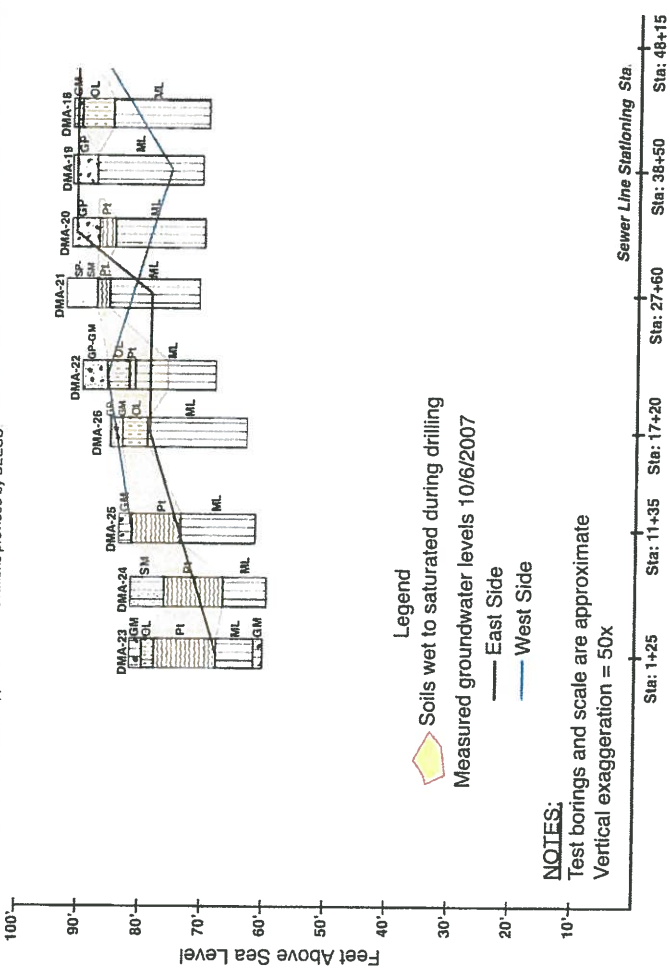 100'
90'
80'
70'
60'
50'
40'
30'
20'
10'
Feet Above Sea Level
DMA-23
GM
OL
Pt
ML
GM
DMA-24
SM
Pt
ML
DMA-25
GM
Pt
ML
DMA-26
GP
GM
OL
ML
DMA-22
GP-GM
OL
Pt
ML
DMA-21
SP-
SM
Pt
ML
DMA-20
GP
Pt
ML
DMA-19
GP
ML
DMA-18
GM
OL
ML
Legend
Soils wet to saturated during drilling
Measured groundwater levels 10/6/2007
East Side
West Side
NOTES:
Test borings and scale are approximate
Vertical exaggeration = 50x
Sewer Line Stationing Sta.
Sta: 1+25
Sta: 11+35
Sta: 17+20
Sta: 27+60
Sta: 38+50
Sta: 48+15